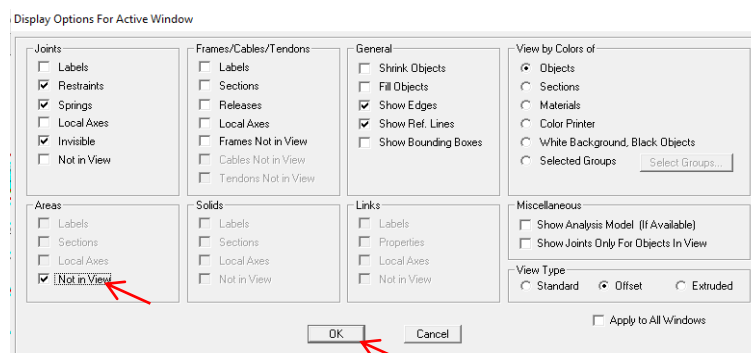 Display Options For Active Window
Joints
Labels
Restraints
Springs
Local Axes
Invisible
Not in View
Frames/Cables/Tendons
Labels
Sections
Releases
Local Axes
Frames Not in View
Cables Not in View
Tendons Not in View
General
Shrink Objects
Fill Objects
Show Edges
Show Ref. Lines
Show Bounding Boxes
View by Colors of
Objects
Sections
Materials
Color Printer
White Background, Black Objects
Selected Groups
Select Groups...
Areas
Labels
Sections
Local Axes
Not in View
Solids
Labels
Sections
Local Axes
Not in View
Links
Labels
Properties
Local Axes
Not in View
Miscellaneous
Show Analysis Model (If Available)
Show Joints Only For Objects In View
View Type
Standard
Offset
Extruded
Apply to All Windows
OK
Cancel